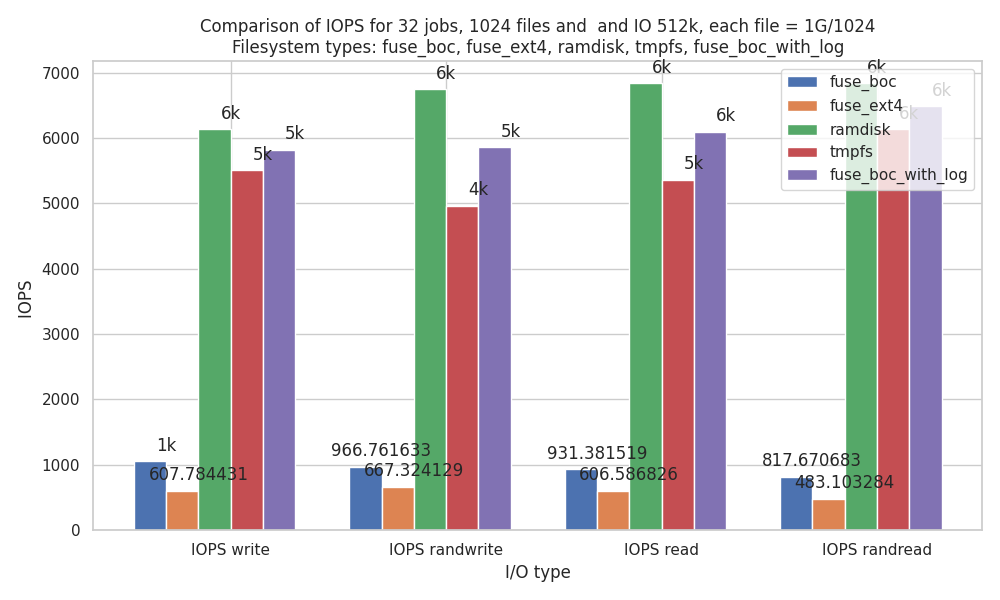 Comparison of IOPS for 32 jobs, 1024 files and  and IO 512k, each file = 1G/1024
Filesystem types: fuse_boc, fuse_ext4, ramdisk, tmpfs, fuse_boc_with_log
IOPS
7000
6000
5000
4000
3000
2000
1000
0
1k
607.784431
6k
5k
5k
966.761633
667.324129
6k
4k
5k
931.381519
606.586826
6k
5k
6k
817.670683
483.103284
6k
6k
6k
fuse_boc
fuse_ext4
ramdisk
tmpfs
fuse_boc_with_log
IOPS write
IOPS randwrite
IOPS read
IOPS randread
I/O type